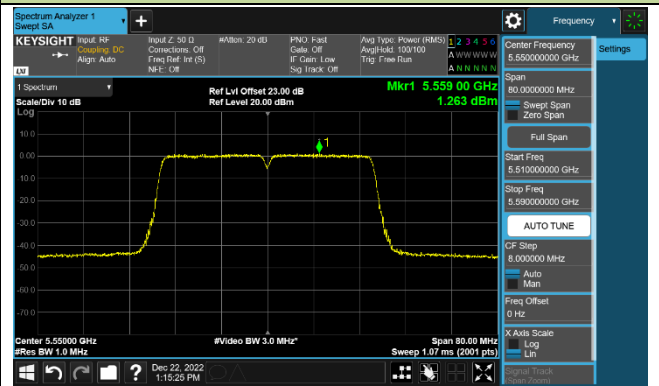 Spectrum Analyzer 1
Swept SA
Frequency
KEYSIGHT
Input: RF
Coupling: DC
Align: Auto
Input Z: 50 Ω
Corrections: Off
Freq Ref: Int (S)
NFE: Off
#Atten: 20 dB
PNO: Fast
Gate: Off
IF Gain: Low
Sig Track: Off
Avg Type: Power (RMS)
Avg|Hold: 100/100
Trig: Free Run
1 2 3 4 5 6
A W W W W W
A N N N N N
LXI
1 Spectrum
Scale/Div 10 dB
Log
Ref Lvl Offset 23.00 dB
Ref Level 20.00 dBm
Mkr1 5.559 00 GHz
1.263 dBm
1
10.0
0.00
-10.0
-20.0
-30.0
-40.0
-50.0
-60.0
-70.0
Center 5.55000 GHz
#Res BW 1.0 MHz
#Video BW 3.0 MHz*
Span 80.00 MHz
Sweep 1.07 ms (2001 pts)
Dec 22, 2022
1:15:25 PM
Center Frequency
5.550000000 GHz
Settings
Span
80.0000000 MHz
Swept Span
Zero Span
Full Span
Start Freq
5.510000000 GHz
Stop Freq
5.590000000 GHz
AUTO TUNE
CF Step
8.000000 MHz
Auto
Man
Freq Offset
0 Hz
X Axis Scale
Log
Lin
Signal Track
(Span Zoom)